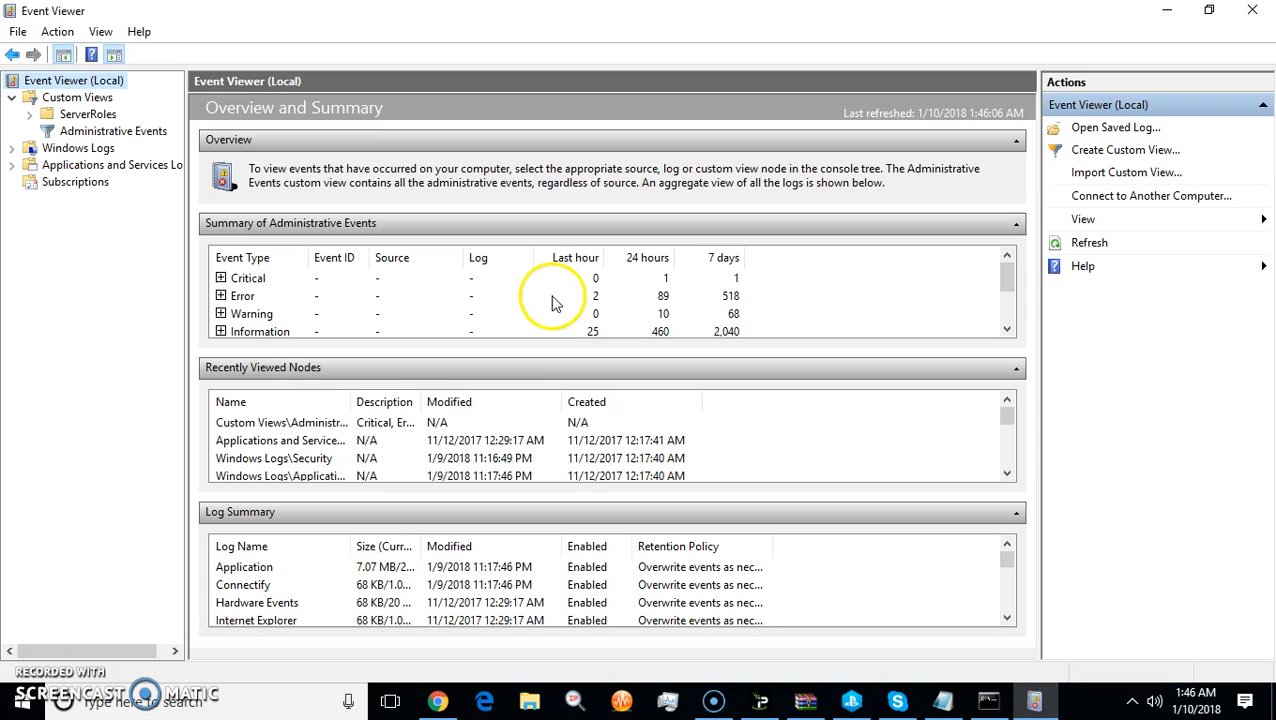 Event Viewer
File Action View Help
Event Viewer (Local)
Custom Views
ServerRoles
Administrative Events
Windows Logs
Applications and Services Lo
Subscriptions
Event Viewer (Local)
Overview and Summary
Last refreshed: 1/10/2018 1:46:06 AM
Overview
To view events that have occurred on your computer, select the appropriate source, log or custom view node in the console tree. The Administrative
Events custom view contains all the administrative events, regardless of source. An aggregate view of all the logs is shown below.
Summary of Administrative Events
Event Type Event ID Source Log Last hour 24 hours 7 days
Critical - - - 0 1 1
Error - - - 2 89 518
Warning - - - 0 10 68
Information - - - 25 460 2,040
Recently Viewed Nodes
Name Description Modified Created
Custom Views\Administr... Critical, Er... N/A N/A
Applications and Service... N/A 11/12/2017 12:29:17 AM 11/12/2017 12:17:41 AM
Windows Logs\Security N/A 1/9/2018 11:16:49 PM 11/12/2017 12:17:40 AM
Windows Logs\Applicati... N/A 1/9/2018 11:17:46 PM 11/12/2017 12:17:40 AM
Log Summary
Log Name Size (Curr... Modified Enabled Retention Policy
Application 7.07 MB/2... 1/9/2018 11:17:46 PM Enabled Overwrite events as nec...
Connectify 68 KB/1.0... 1/9/2018 11:17:46 PM Enabled Overwrite events as nec...
Hardware Events 68 KB/20 ... 11/12/2017 12:29:17 AM Enabled Overwrite events as nec...
Internet Explorer 68 KB/1.0... 11/12/2017 12:29:17 AM Enabled Overwrite events as nec...
Actions
Event Viewer (Local)
Open Saved Log...
Create Custom View...
Import Custom View...
Connect to Another Computer...
View
Refresh
Help
RECORDED WITH
SCREENCAST MATIC
Type here to search
1:46 AM
1/10/2018